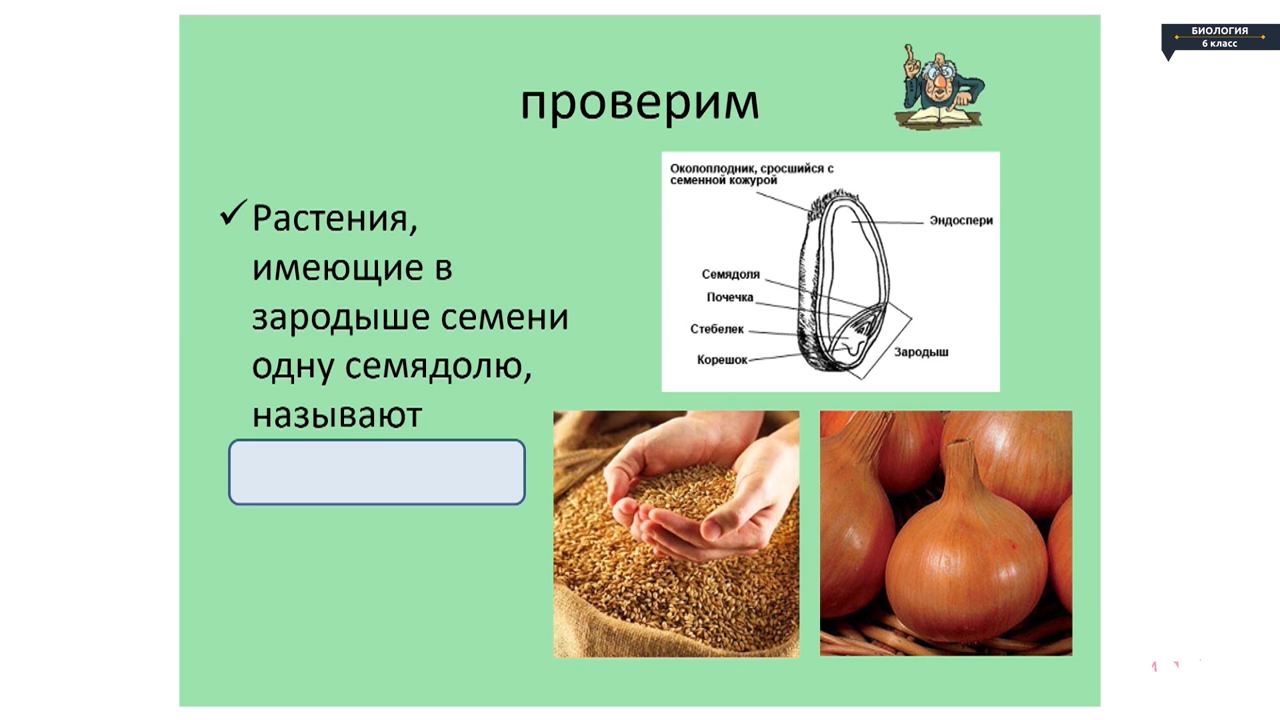 БИОЛОГИЯ
6 класс
проверим
Растения,
имеющие в
зародыше семени
одну семядолю,
называют
Околоплодник, сросшийся с
семенной кожурой
Эндоспери
Семядоля
Почечка
Стебелек
Корешок
Зародыш